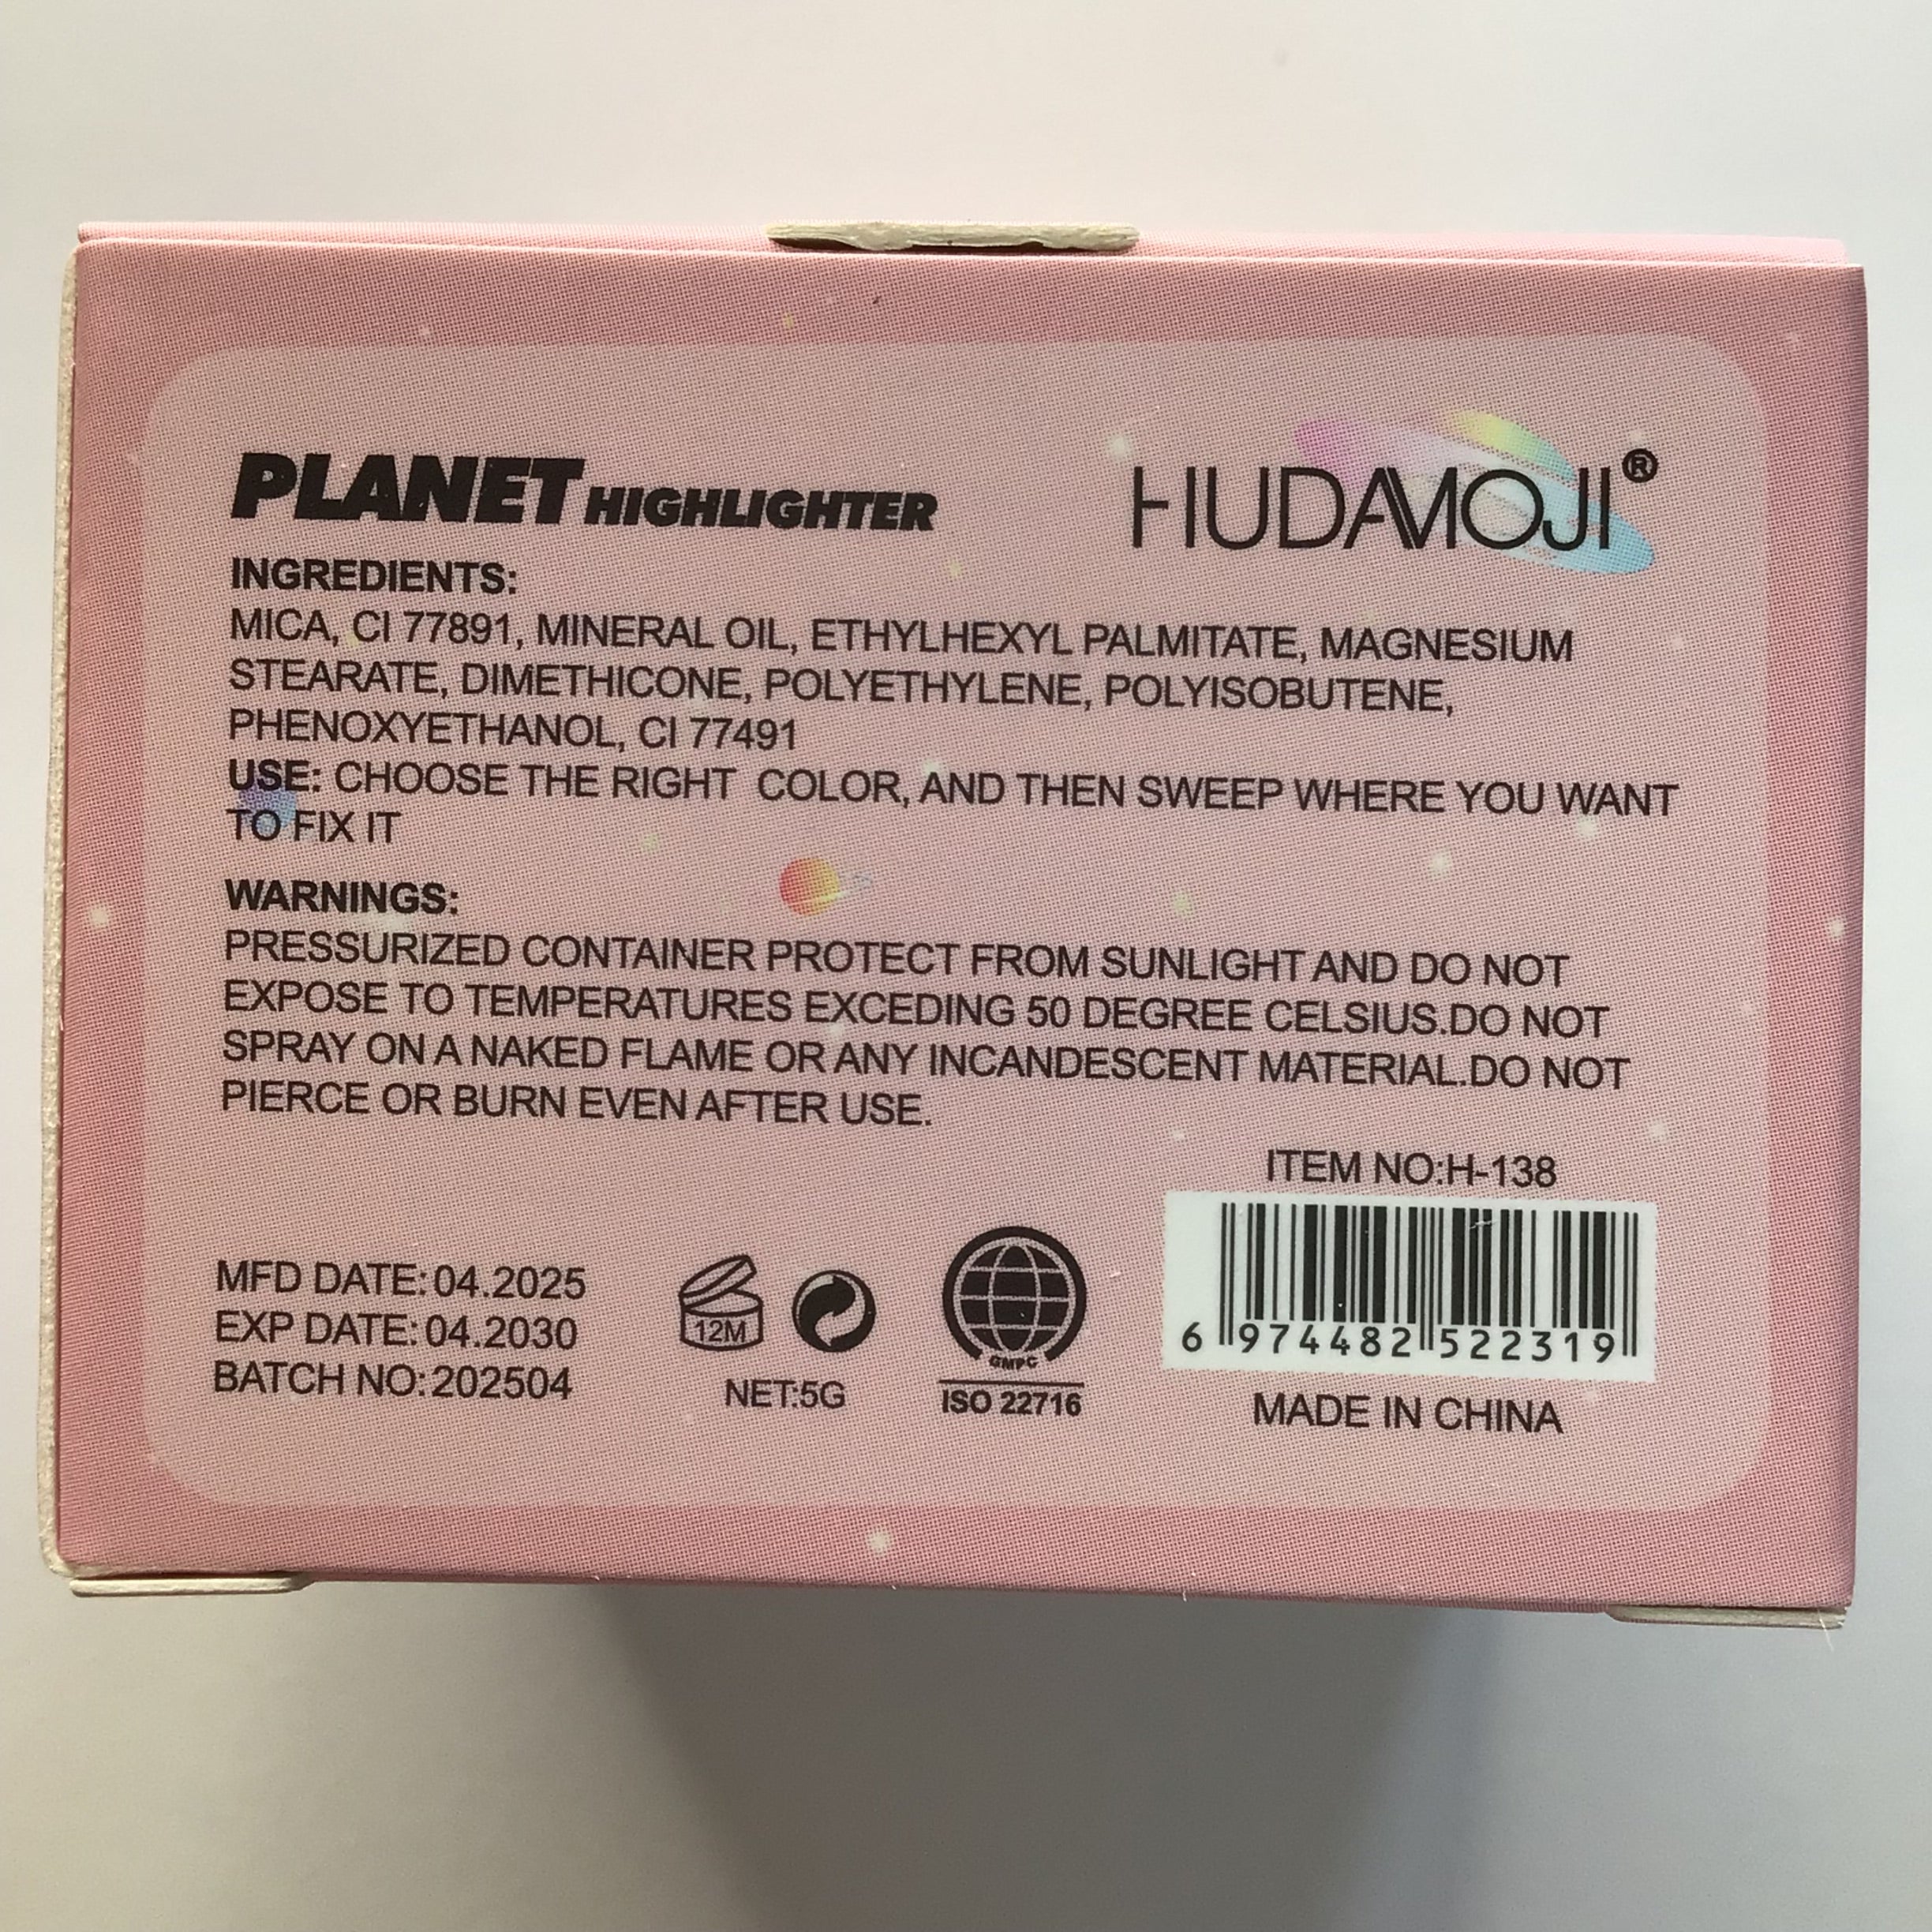 PLANET HIGHLIGHTER
HUDAMOJI®
INGREDIENTS:
MICA, CI 77891, MINERAL OIL, ETHYLHEXYL PALMITATE, MAGNESIUM
STEARATE, DIMETHICONE, POLYETHYLENE, POLYISOBUTENE,
PHENOXYETHANOL, CI 77491
USE: CHOOSE THE RIGHT COLOR, AND THEN SWEEP WHERE YOU WANT
TO FIX IT
WARNINGS:
PRESSURIZED CONTAINER PROTECT FROM SUNLIGHT AND DO NOT
EXPOSE TO TEMPERATURES EXCEDING 50 DEGREE CELSIUS.DO NOT
SPRAY ON A NAKED FLAME OR ANY INCANDESCENT MATERIAL.DO NOT
PIERCE OR BURN EVEN AFTER USE.
MFD DATE:04.2025
EXP DATE:04.2030
BATCH NO:202504
12M
NET:5G
GMPC
ISO 22716
ITEM NO:H-138
6 974482 522319
MADE IN CHINA